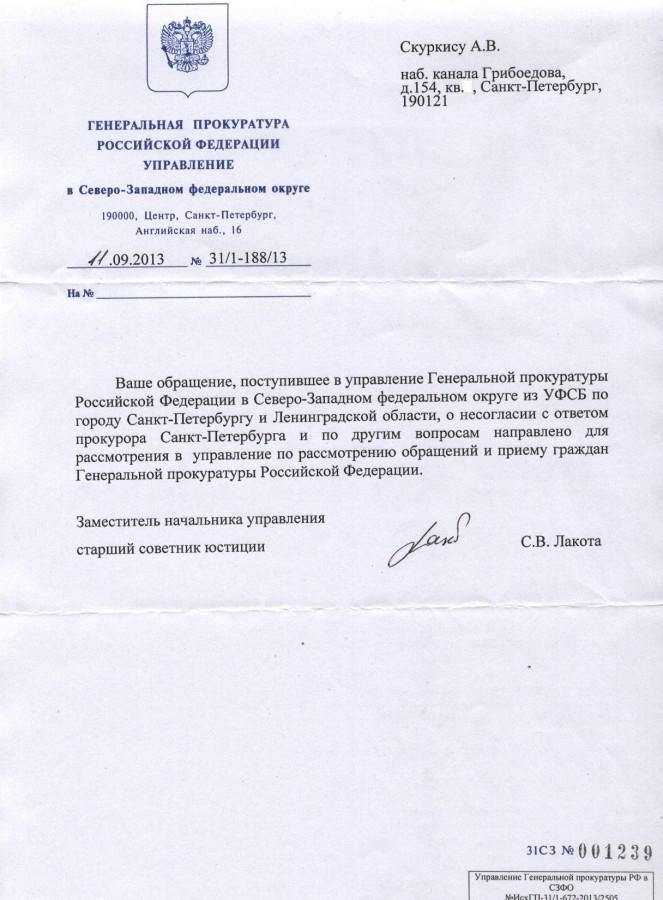 Скуркису А.В.
наб. канала Грибоедова,
д.154, кв. , Санкт-Петербург,
190121
ГЕНЕРАЛЬНАЯ ПРОКУРАТУРА
РОССИЙСКОЙ ФЕДЕРАЦИИ
УПРАВЛЕНИЕ
в Северо-Западном федеральном округе
190000, Центр, Санкт-Петербург,
Английская наб., 16
11.09.2013 № 31/1-188/13
На №
Ваше обращение, поступившее в управление Генеральной прокуратуры
Российской Федерации в Северо-Западном федеральном округе из УФСБ по
городу Санкт-Петербургу и Ленинградской области, о несогласии с ответом
прокурора Санкт-Петербурга и по другим вопросам направлено для
рассмотрения в управление по рассмотрению обращений и приему граждан
Генеральной прокуратуры Российской Федерации.
Заместитель начальника управления
старший советник юстиции
С.В. Лакота
31СЗ № 001239
Управление Генеральной прокуратуры РФ в
СЗФО
№ИсхГП-31/1-672-2013/2505